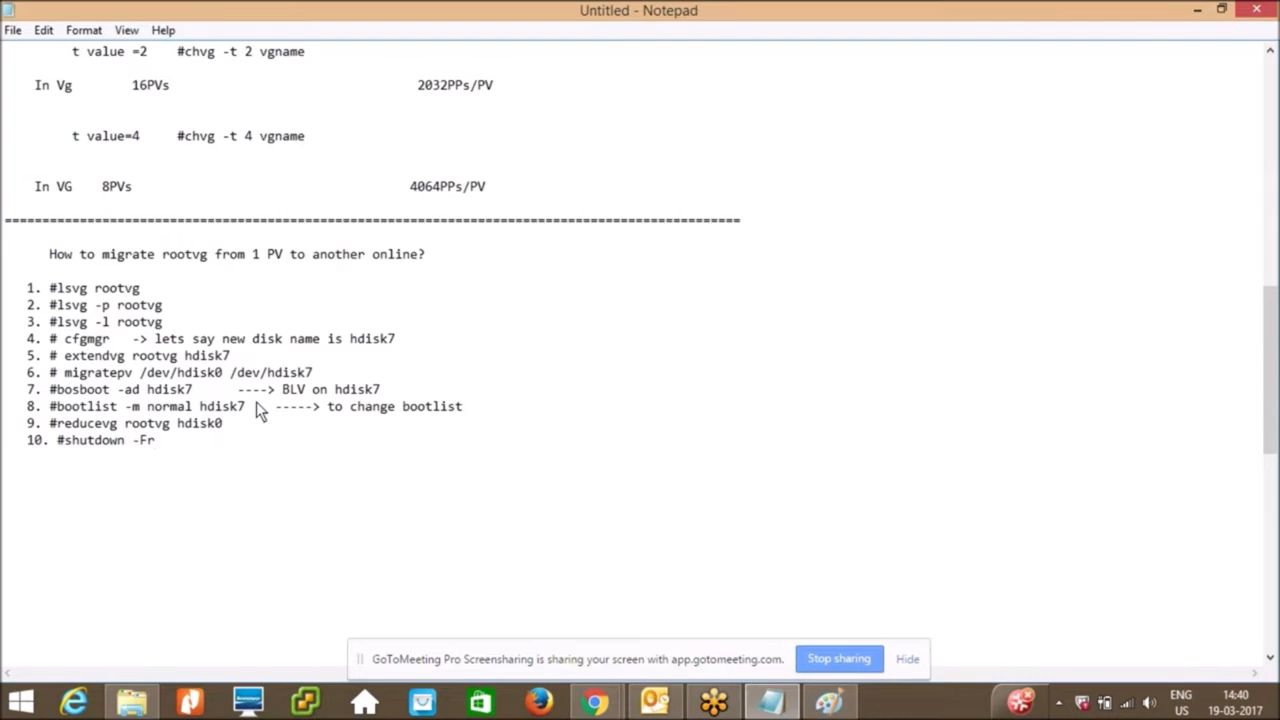 Untitled - Notepad
File Edit Format View Help
t value =2 #chvg -t 2 vgname
In Vg 16PVs 2032PPs/PV
t value=4 #chvg -t 4 vgname
In VG 8PVs 4064PPs/PV
==================================================================================================
How to migrate rootvg from 1 PV to another online?
1. #lsvg rootvg
2. #lsvg -p rootvg
3. #lsvg -l rootvg
4. # cfgmgr -> lets say new disk name is hdisk7
5. # extendvg rootvg hdisk7
6. # migratepv /dev/hdisk0 /dev/hdisk7
7. #bosboot -ad hdisk7 ----> BLV on hdisk7
8. #bootlist -m normal hdisk7 -----> to change bootlist
9. #reducevg rootvg hdisk0
10. #shutdown -Fr
GoToMeeting Pro Screensharing is sharing your screen with app.gotomeeting.com. Stop sharing Hide
ENG 14:40
US 19-03-2017